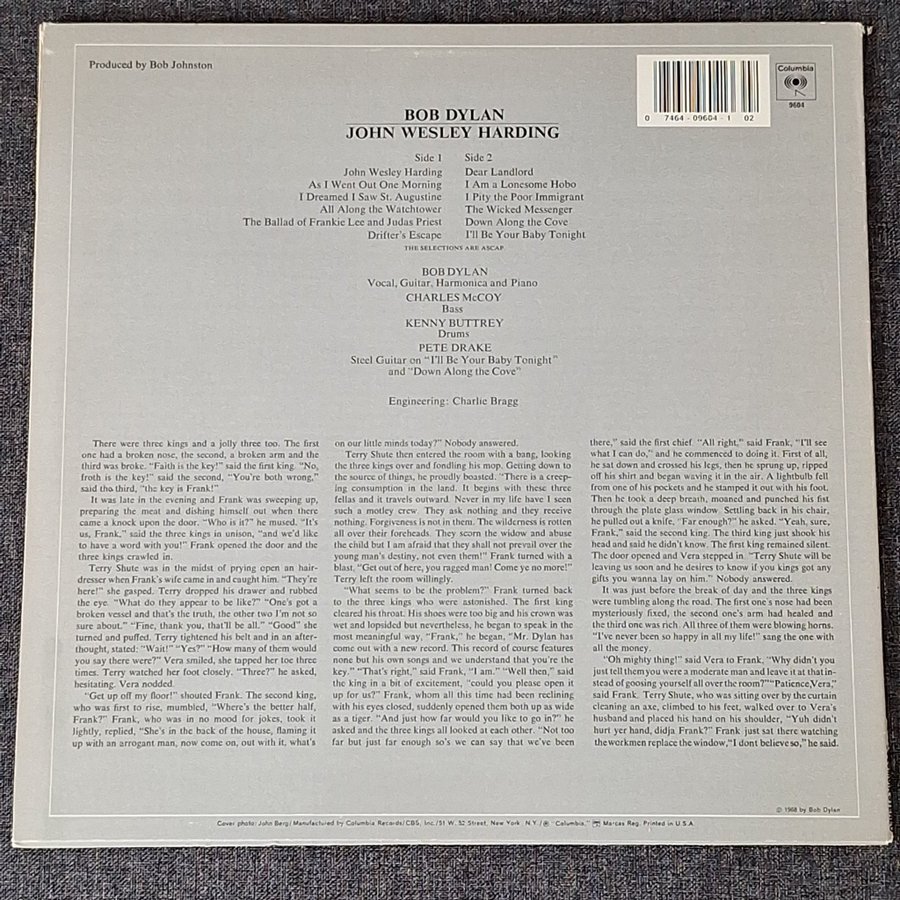 Produced by Bob Johnston
Columbia
9604
0 7464-09604-1 02
BOB DYLAN
JOHN WESLEY HARDING
Side 1
John Wesley Harding
As I Went Out One Morning
I Dreamed I Saw St. Augustine
All Along the Watchtower
The Ballad of Frankie Lee and Judas Priest
Drifter's Escape
Side 2
Dear Landlord
I Am a Lonesome Hobo
I Pity the Poor Immigrant
The Wicked Messenger
Down Along the Cove
I'll Be Your Baby Tonight
THE SELECTIONS ARE ASCAP.
BOB DYLAN
Vocal, Guitar, Harmonica and Piano
CHARLES McCOY
Bass
KENNY BUTTREY
Drums
PETE DRAKE
Steel Guitar on "I'll Be Your Baby Tonight"
and "Down Along the Cove"
Engineering: Charlie Bragg
There were three kings and a jolly three too. The first
one had a broken nose, the second, a broken arm and the
third was broke. "Faith is the key!" said the first king. "No,
froth is the key!" said the second, "You're both wrong,"
said the third, "the key is Frank!"
It was late in the evening and Frank was sweeping up,
preparing the meat and dishing himself out when there
came a knock upon the door. "Who is it?" he mused. "It's
us, Frank," said the three kings in unison, "and we'd like
to have a word with you!" Frank opened the door and the
three kings crawled in.
Terry Shute was in the midst of prying open an hair-
dresser when Frank's wife came in and caught him. "They're
here!" she gasped. Terry dropped his drawer and rubbed
the eye. "What do they appear to be like?" "One's got a
broken vessel and that's the truth, the other two I'm not so
sure about." "Fine, thank you, that'll be all." "Good" she
turned and puffed. Terry tightened his belt and in an after-
thought, stated: "Wait!" "Yes?" "How many of them would
you say there were?" Vera smiled, she tapped her toe three
times. Terry watched her foot closely. "Three?" he asked,
hesitating. Vera nodded.
"Get up off my floor!" shouted Frank. The second king,
who was first to rise, mumbled, "Where's the better half,
Frank?" Frank, who was in no mood for jokes, took it
lightly, replied, "She's in the back of the house, flaming it
up with an arrogant man, now come on, out with it, what's
on our little minds today?" Nobody answered.
Terry Shute then entered the room with a bang, looking
the three kings over and fondling his mop. Getting down to
the source of things, he proudly boasted: "There is a creep-
ing consumption in the land. It begins with these three
fellas and it travels outward. Never in my life have I seen
such a motley crew. They ask nothing and they receive
nothing. Forgiveness is not in them. The wilderness is rotten
all over their foreheads. They scorn the widow and abuse
the child but I am afraid that they shall not prevail over the
young man's destiny, not even them!" Frank turned with a
blast, "Get out of here, you ragged man! Come ye no more!"
Terry left the room willingly.
"What seems to be the problem?" Frank turned back
to the three kings who were astonished. The first king
cleared his throat. His shoes were too big and his crown was
wet and lopsided but nevertheless, he began to speak in the
most meaningful way, "Frank," he began, "Mr. Dylan has
come out with a new record. This record of course features
none but his own songs and we understand that you're the
key." "That's right," said Frank, "I am." "Well then," said
the king in a bit of excitement, "could you please open it
up for us?" Frank, whom all this time had been reclining
with his eyes closed, suddenly opened them both up as wide
as a tiger. "And just how far would you like to go in?" he
asked and the three kings all looked at each other. "Not too
far but just far enough so's we can say that we've been
there," said the first chief. "All right," said Frank, "I'll see
what I can do," and he commenced to doing it. First of all,
he sat down and crossed his legs, then he sprung up, ripped
off his shirt and began waving it in the air. A lightbulb fell
from one of his pockets and he stamped it out with his foot.
Then he took a deep breath, moaned and punched his fist
through the plate glass window. Settling back in his chair,
he pulled out a knife, "Far enough?" he asked. "Yeah, sure,
Frank," said the second king. The third king just shook his
head and said he didn't know. The first king remained silent.
The door opened and Vera stepped in. "Terry Shute will be
leaving us soon and he desires to know if you kings got any
gifts you wanna lay on him." Nobody answered.
It was just before the break of day and the three kings
were tumbling along the road. The first one's nose had been
mysteriously fixed, the second one's arm had healed and
the third one was rich. All three of them were blowing horns.
"I've never been so happy in all my life!" sang the one with
all the money.
"Oh mighty thing!" said Vera to Frank, "Why didn't you
just tell them you were a moderate man and leave it at that in-
stead of goosing yourself all over the room?" "Patience, Vera,"
said Frank. Terry Shute, who was sitting over by the curtain
cleaning an axe, climbed to his feet, walked over to Vera's
husband and placed his hand on his shoulder, "Yuh didn't
hurt yer hand, didja Frank?" Frank just sat there watching
the workmen replace the window, "I dont believe so," he said.
© 1968 by Bob Dylan
Cover photo: John Berg/Manufactured by Columbia Records/CBS, Inc./51 W. 52 Street, New York, N.Y./® "Columbia," Marcas Reg. Printed in U.S.A.